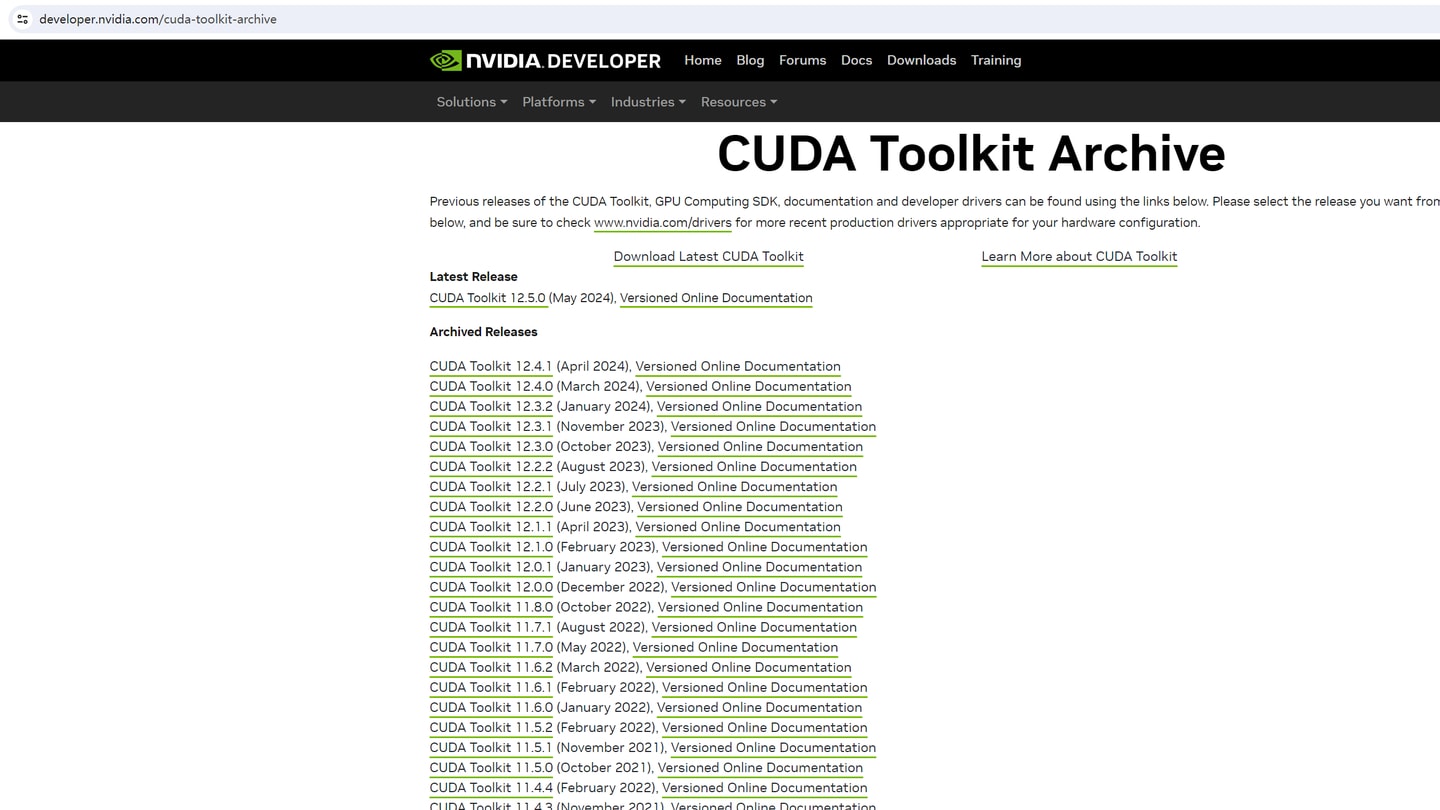 developer.nvidia.com/cuda-toolkit-archive
NVIDIA. DEVELOPER Home Blog Forums Docs Downloads Training
Solutions Platforms Industries Resources
CUDA Toolkit Archive
Previous releases of the CUDA Toolkit, GPU Computing SDK, documentation and developer drivers can be found using the links below. Please select the release you want from
below, and be sure to check www.nvidia.com/drivers for more recent production drivers appropriate for your hardware configuration.
Download Latest CUDA Toolkit Learn More about CUDA Toolkit
Latest Release
CUDA Toolkit 12.5.0 (May 2024), Versioned Online Documentation
Archived Releases
CUDA Toolkit 12.4.1 (April 2024), Versioned Online Documentation
CUDA Toolkit 12.4.0 (March 2024), Versioned Online Documentation
CUDA Toolkit 12.3.2 (January 2024), Versioned Online Documentation
CUDA Toolkit 12.3.1 (November 2023), Versioned Online Documentation
CUDA Toolkit 12.3.0 (October 2023), Versioned Online Documentation
CUDA Toolkit 12.2.2 (August 2023), Versioned Online Documentation
CUDA Toolkit 12.2.1 (July 2023), Versioned Online Documentation
CUDA Toolkit 12.2.0 (June 2023), Versioned Online Documentation
CUDA Toolkit 12.1.1 (April 2023), Versioned Online Documentation
CUDA Toolkit 12.1.0 (February 2023), Versioned Online Documentation
CUDA Toolkit 12.0.1 (January 2023), Versioned Online Documentation
CUDA Toolkit 12.0.0 (December 2022), Versioned Online Documentation
CUDA Toolkit 11.8.0 (October 2022), Versioned Online Documentation
CUDA Toolkit 11.7.1 (August 2022), Versioned Online Documentation
CUDA Toolkit 11.7.0 (May 2022), Versioned Online Documentation
CUDA Toolkit 11.6.2 (March 2022), Versioned Online Documentation
CUDA Toolkit 11.6.1 (February 2022), Versioned Online Documentation
CUDA Toolkit 11.6.0 (January 2022), Versioned Online Documentation
CUDA Toolkit 11.5.2 (February 2022), Versioned Online Documentation
CUDA Toolkit 11.5.1 (November 2021), Versioned Online Documentation
CUDA Toolkit 11.5.0 (October 2021), Versioned Online Documentation
CUDA Toolkit 11.4.4 (February 2022), Versioned Online Documentation
CUDA Toolkit 11.4.3 (November 2021), Versioned Online Documentation